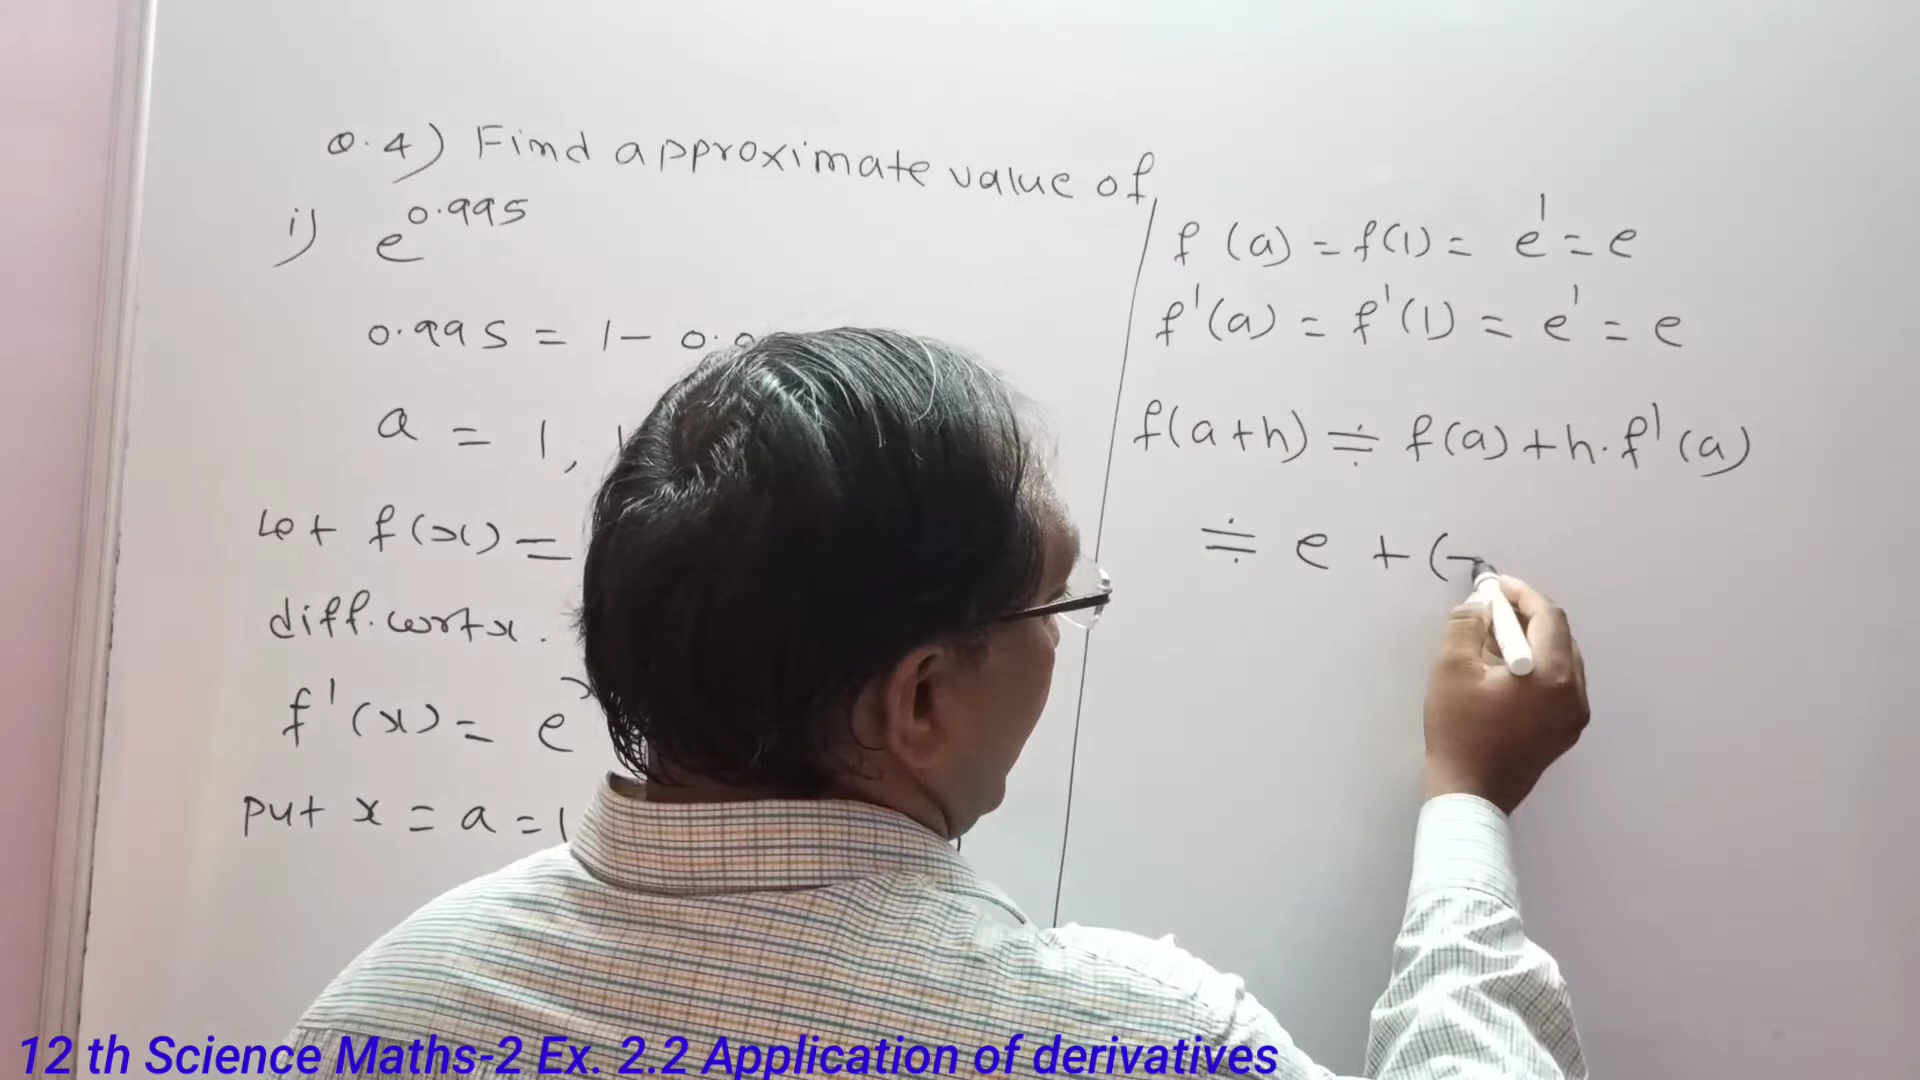 Q.4) Find approximate value of,
i) e^0.995
0.995 = 1 - 0.0
a = 1,
Let f(x) =
diff. wrt x.
f'(x) = e
put x = a = 1
f(a) = f(1) = e^1 = e
f'(a) = f'(1) = e^1 = e
f(a+h) ≑ f(a) + h.f'(a)
≑ e + (-
12 th Science Maths-2 Ex. 2.2 Application of derivatives